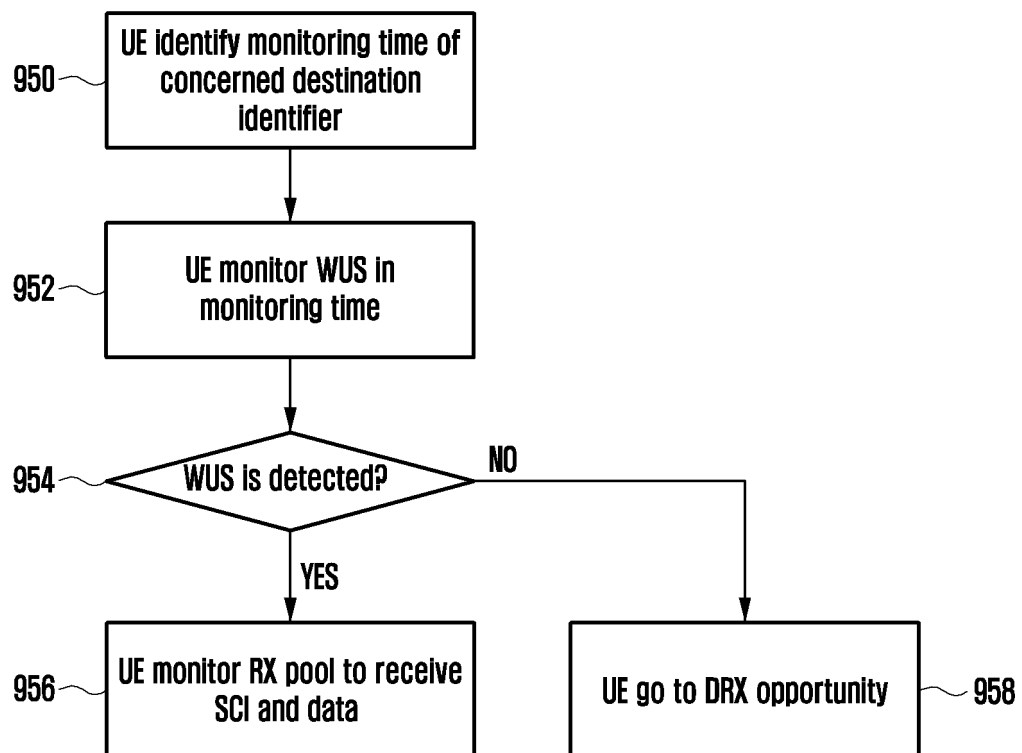 UE identify monitoring time of
concerned destination
identifier
950
UE monitor WUS in
monitoring time
952
WUS is detected?
954
NO
YES
UE monitor RX pool to receive
SCI and data
956
UE go to DRX opportunity
958